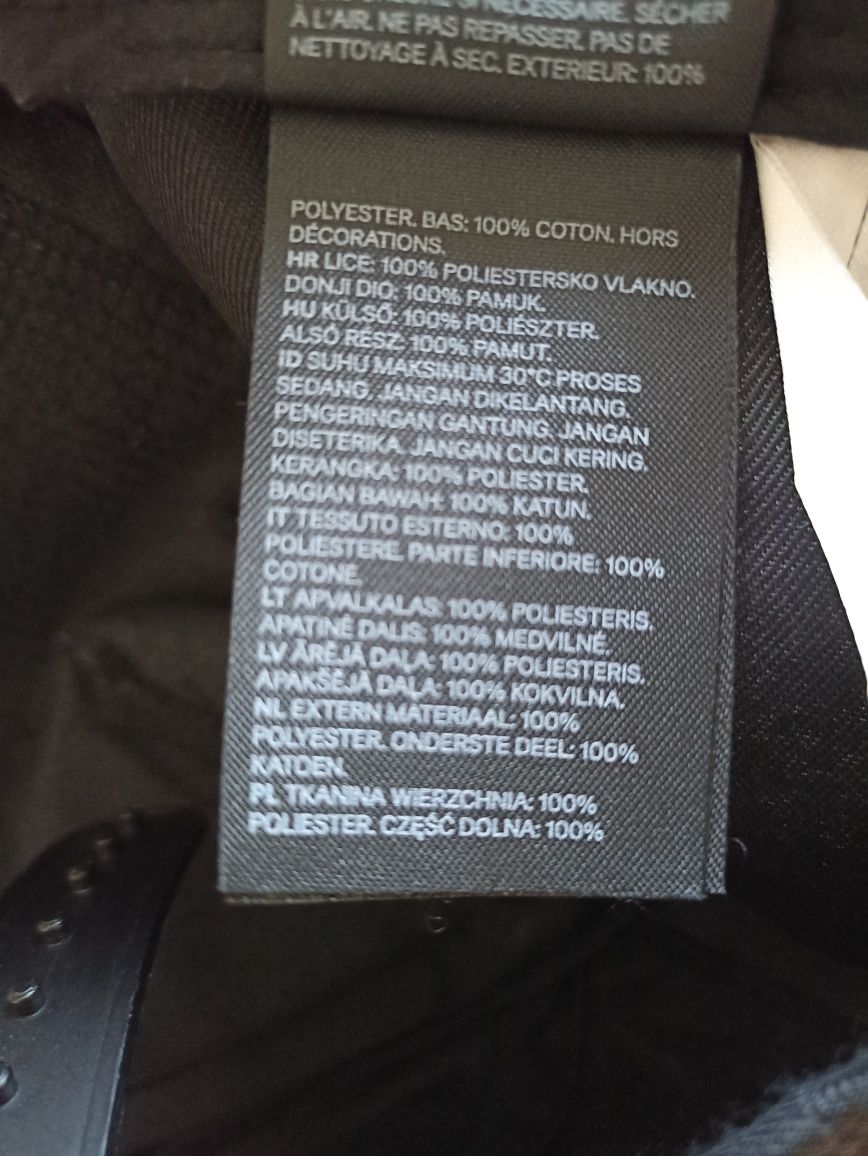 SI NÉCESSAIRE. SÉCHER
À L'AIR. NE PAS REPASSER. PAS DE
NETTOYAGE À SEC. EXTERIEUR: 100%
POLYESTER. BAS: 100% COTON. HORS
DÉCORATIONS.
HR LICE: 100% POLIESTERSKO VLAKNO.
DONJI DIO: 100% PAMUK.
HU KÜLSŐ: 100% POLIÉSZTER.
ALSÓ RÉSZ: 100% PAMUT.
ID SUHU MAKSIMUM 30°C PROSES
SEDANG. JANGAN DIKELANTANG.
PENGERINGAN GANTUNG. JANGAN
DISETERIKA. JANGAN CUCI KERING.
KERANGKA: 100% POLIESTER.
BAGIAN BAWAH: 100% KATUN.
IT TESSUTO ESTERNO: 100%
POLIESTERE. PARTE INFERIORE: 100%
COTONE.
LT APVALKALAS: 100% POLIESTERIS.
APATINĖ DALIS: 100% MEDVILNĖ.
LV ĀRĒJĀ DAĻA: 100% POLIESTERIS.
APAKŠĒJĀ DAĻA: 100% KOKVILNA.
NL EXTERN MATERIAAL: 100%
POLYESTER. ONDERSTE DEEL: 100%
KATOEN.
PL TKANINA WIERZCHNIA: 100%
POLIESTER. CZĘŚĆ DOLNA: 100%